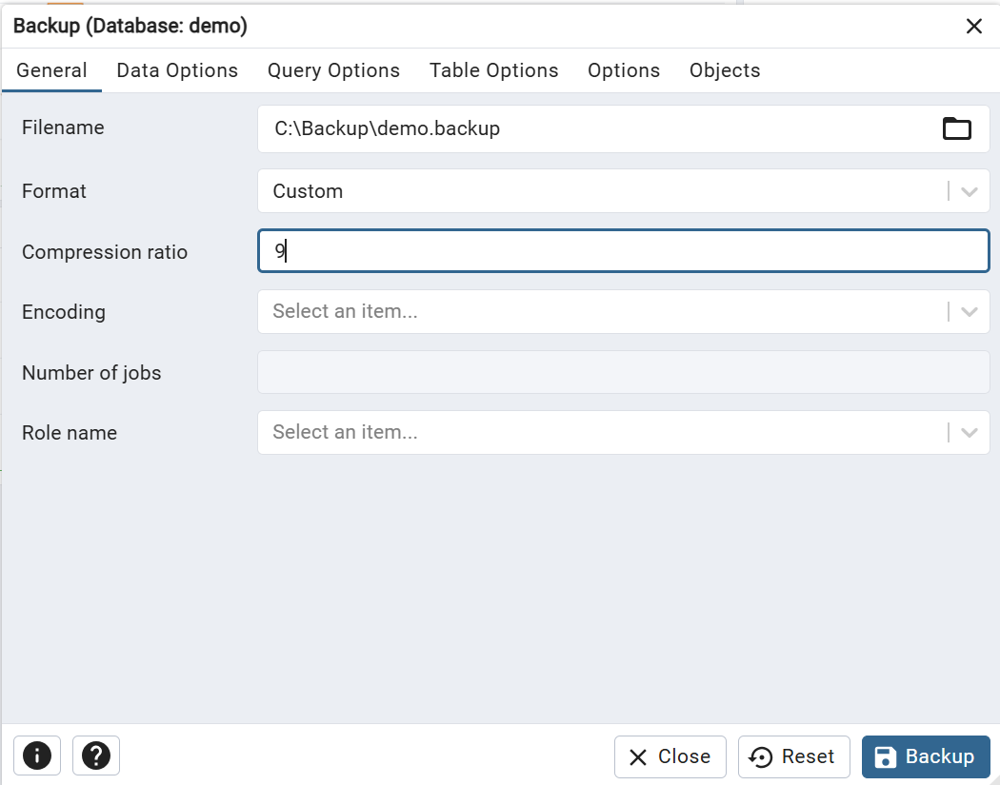 Backup (Database: demo)
General Data Options Query Options Table Options Options Objects
Filename C:\Backup\demo.backup
Format Custom
Compression ratio 9
Encoding Select an item...
Number of jobs
Role name Select an item...
Close Reset Backup